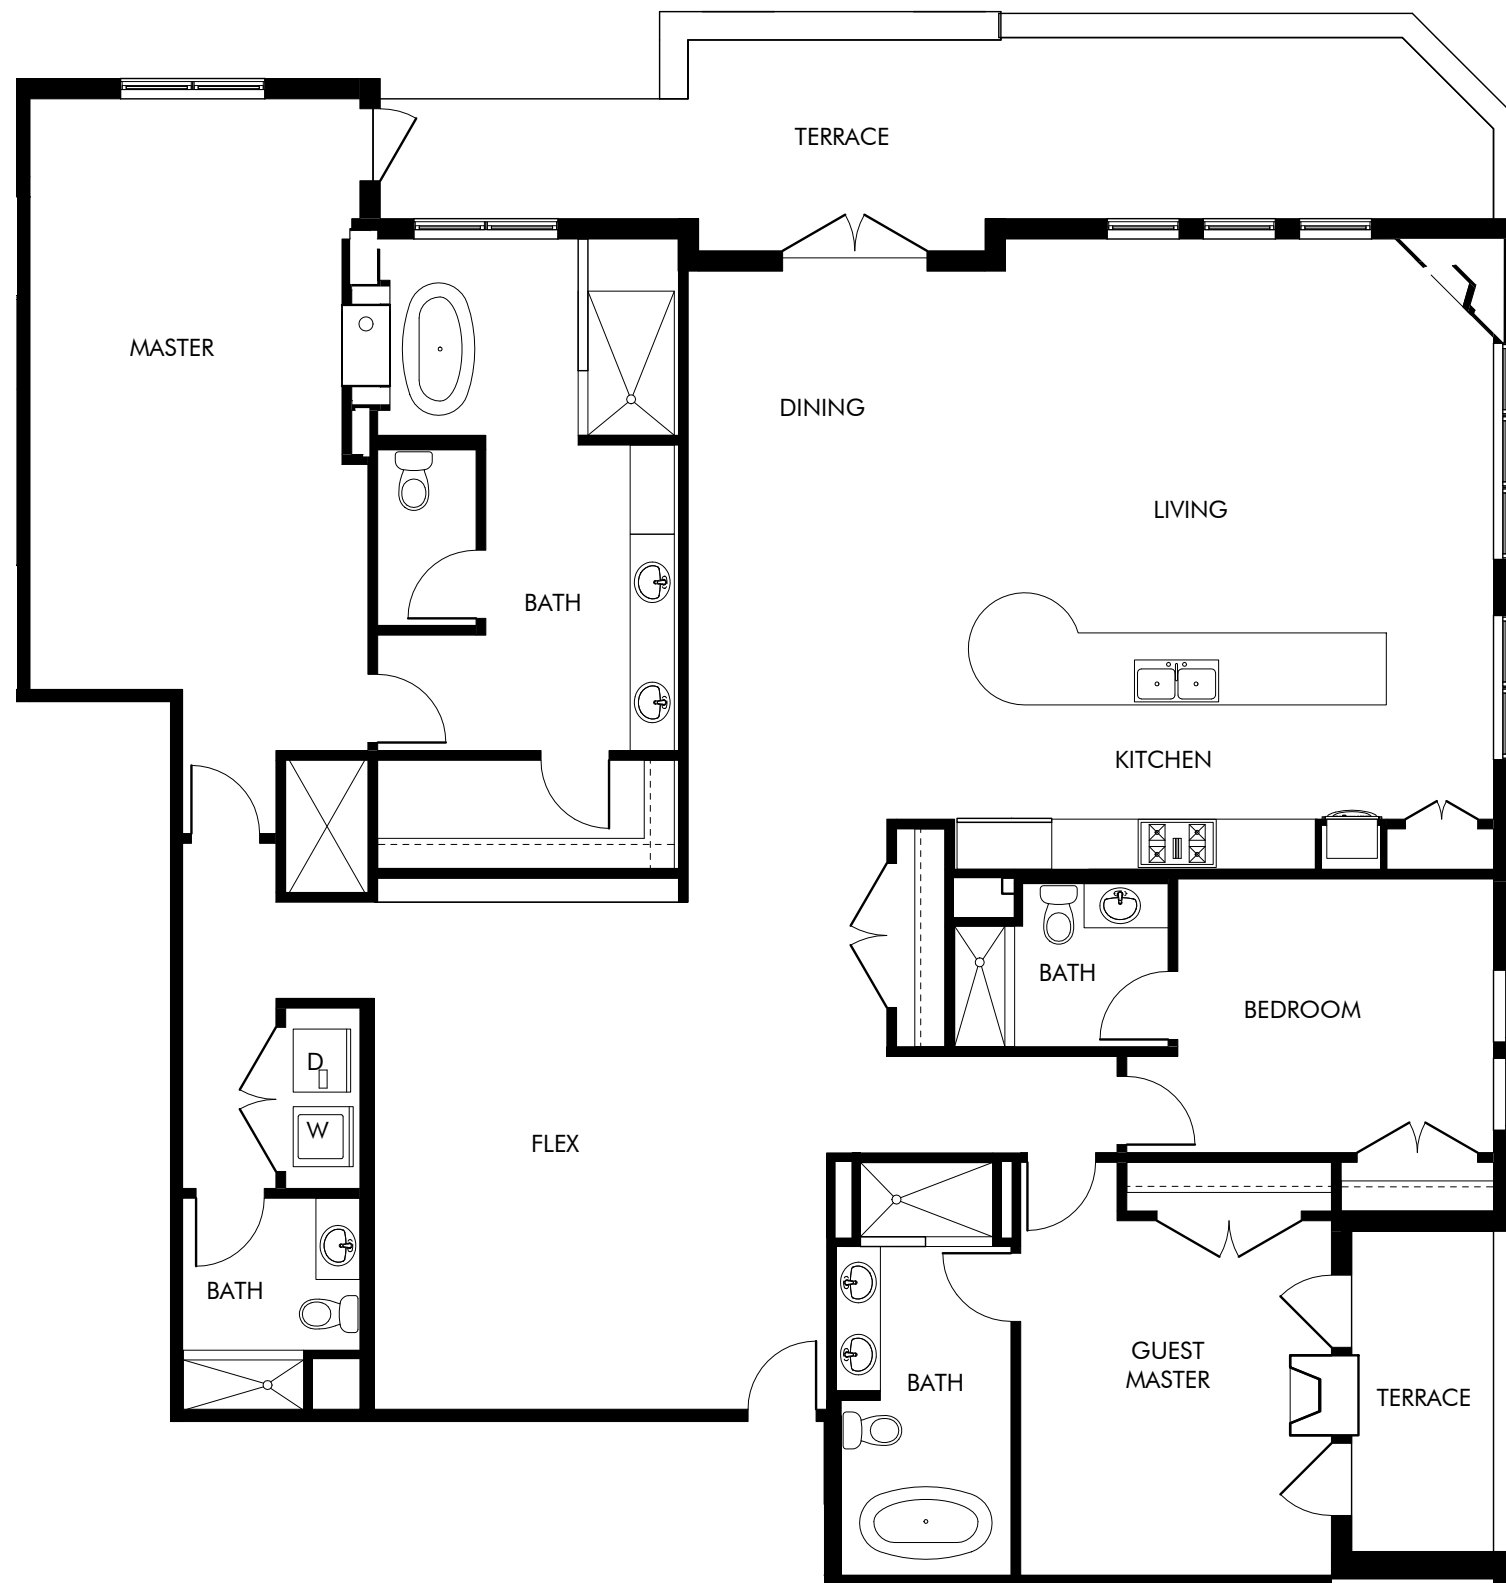 TERRACE
MASTER
DINING
LIVING
BATH
KITCHEN
BATH
BEDROOM
D
W
FLEX
BATH
GUEST
MASTER
BATH
TERRACE